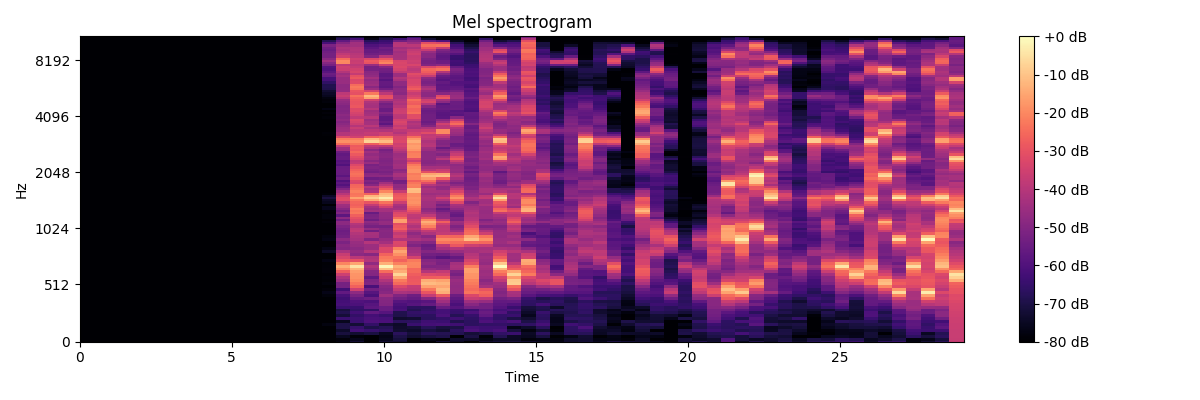 Mel spectrogram
8192
4096
2048
1024
512
0
Hz
0 5 10 15 20 25
Time
+0 dB
-10 dB
-20 dB
-30 dB
-40 dB
-50 dB
-60 dB
-70 dB
-80 dB